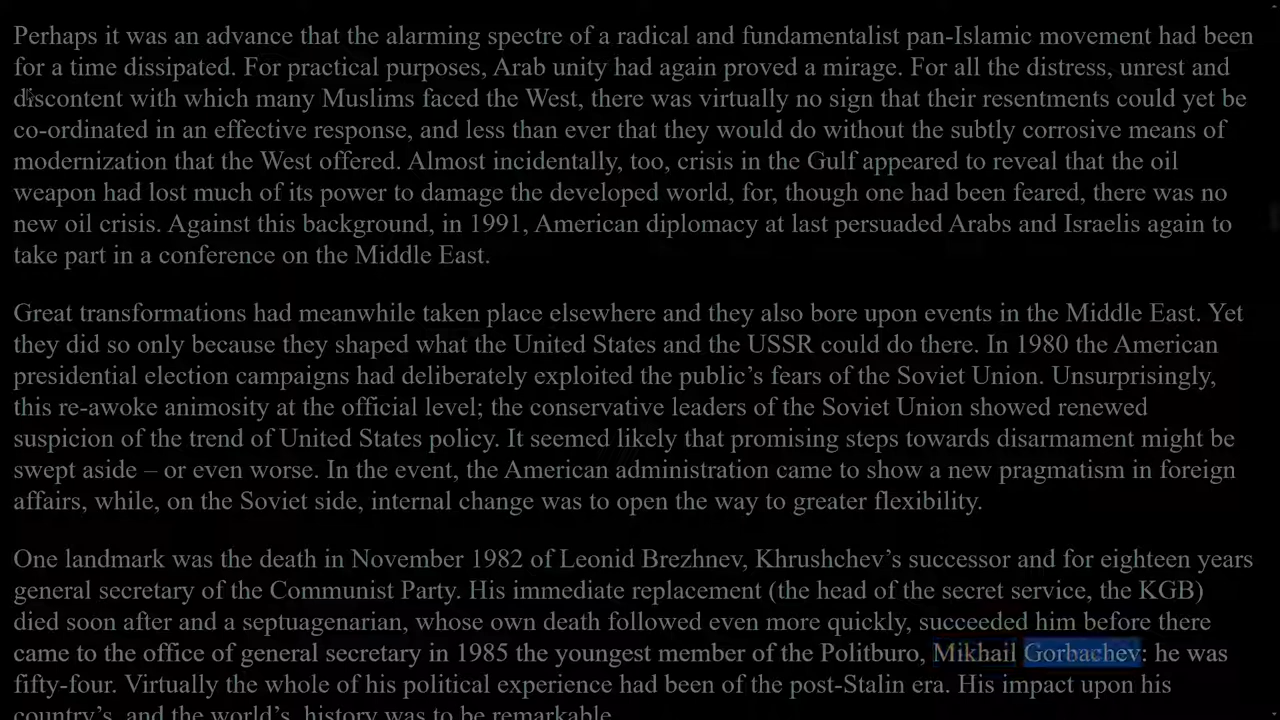 Perhaps it was an advance that the alarming spectre of a radical and fundamentalist pan-Islamic movement had been
for a time dissipated. For practical purposes, Arab unity had again proved a mirage. For all the distress, unrest and
discontent with which many Muslims faced the West, there was virtually no sign that their resentments could yet be
co-ordinated in an effective response, and less than ever that they would do without the subtly corrosive means of
modernization that the West offered. Almost incidentally, too, crisis in the Gulf appeared to reveal that the oil
weapon had lost much of its power to damage the developed world, for, though one had been feared, there was no
new oil crisis. Against this background, in 1991, American diplomacy at last persuaded Arabs and Israelis again to
take part in a conference on the Middle East.
Great transformations had meanwhile taken place elsewhere and they also bore upon events in the Middle East. Yet
they did so only because they shaped what the United States and the USSR could do there. In 1980 the American
presidential election campaigns had deliberately exploited the public’s fears of the Soviet Union. Unsurprisingly,
this re-awoke animosity at the official level; the conservative leaders of the Soviet Union showed renewed
suspicion of the trend of United States policy. It seemed likely that promising steps towards disarmament might be
swept aside – or even worse. In the event, the American administration came to show a new pragmatism in foreign
affairs, while, on the Soviet side, internal change was to open the way to greater flexibility.
One landmark was the death in November 1982 of Leonid Brezhnev, Khrushchev’s successor and for eighteen years
general secretary of the Communist Party. His immediate replacement (the head of the secret service, the KGB)
died soon after and a septuagenarian, whose own death followed even more quickly, succeeded him before there
came to the office of general secretary in 1985 the youngest member of the Politburo, Mikhail Gorbachev: he was
fifty-four. Virtually the whole of his political experience had been of the post-Stalin era. His impact upon his
country’s, and the world’s, history was to be remarkable.